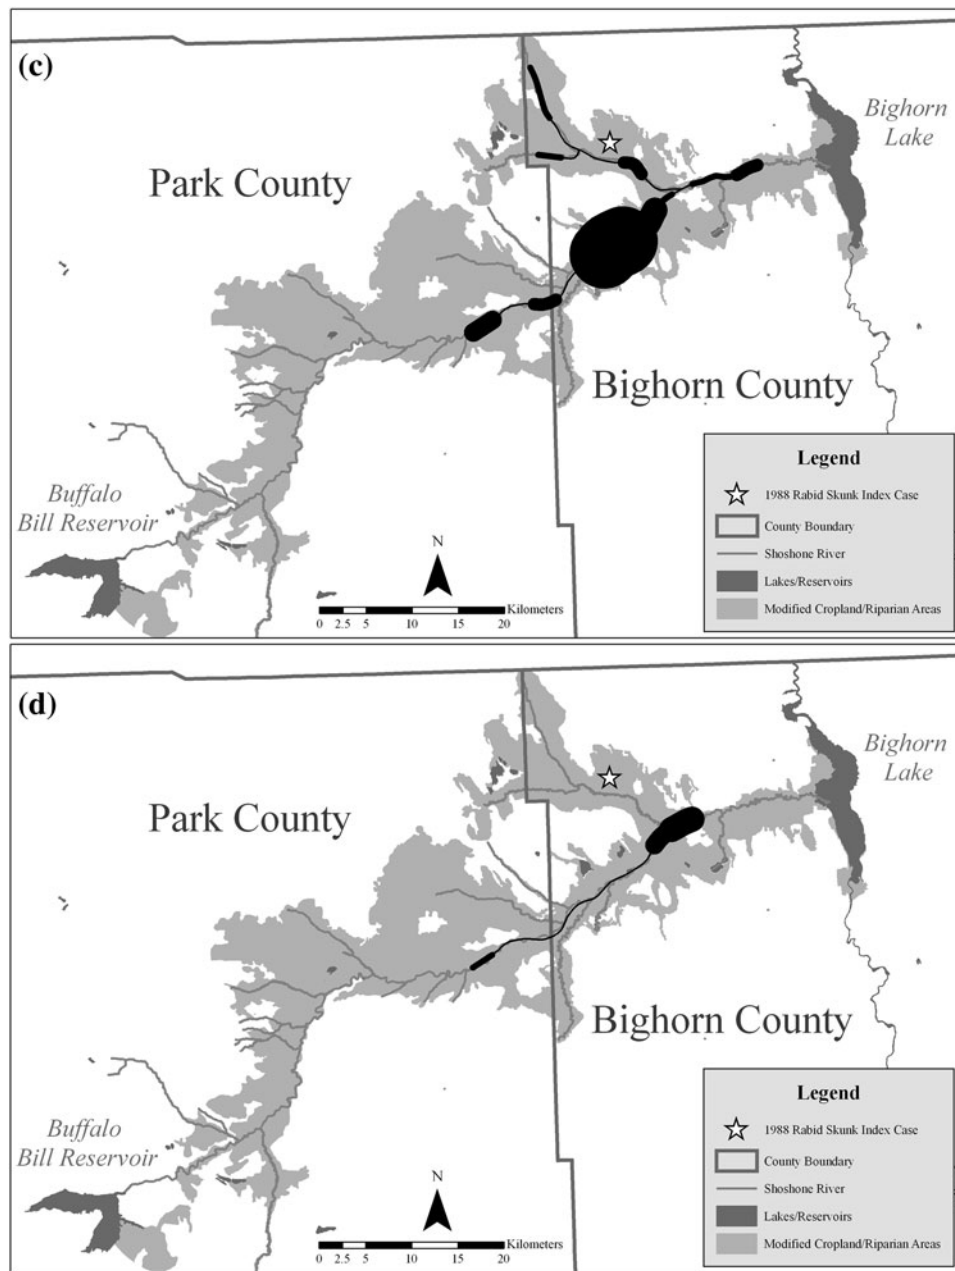 (c)
Bighorn
Lake
Park County
Bighorn County
Buffalo
Bill Reservoir
N
Kilometers
0 2.5 5 10 15 20
Legend
1988 Rabid Skunk Index Case
County Boundary
Shoshone River
Lakes/Reservoirs
Modified Cropland/Riparian Areas
(d)
Bighorn
Lake
Park County
Bighorn County
Buffalo
Bill Reservoir
N
Kilometers
0 2.5 5 10 15 20
Legend
1988 Rabid Skunk Index Case
County Boundary
Shoshone River
Lakes/Reservoirs
Modified Cropland/Riparian Areas